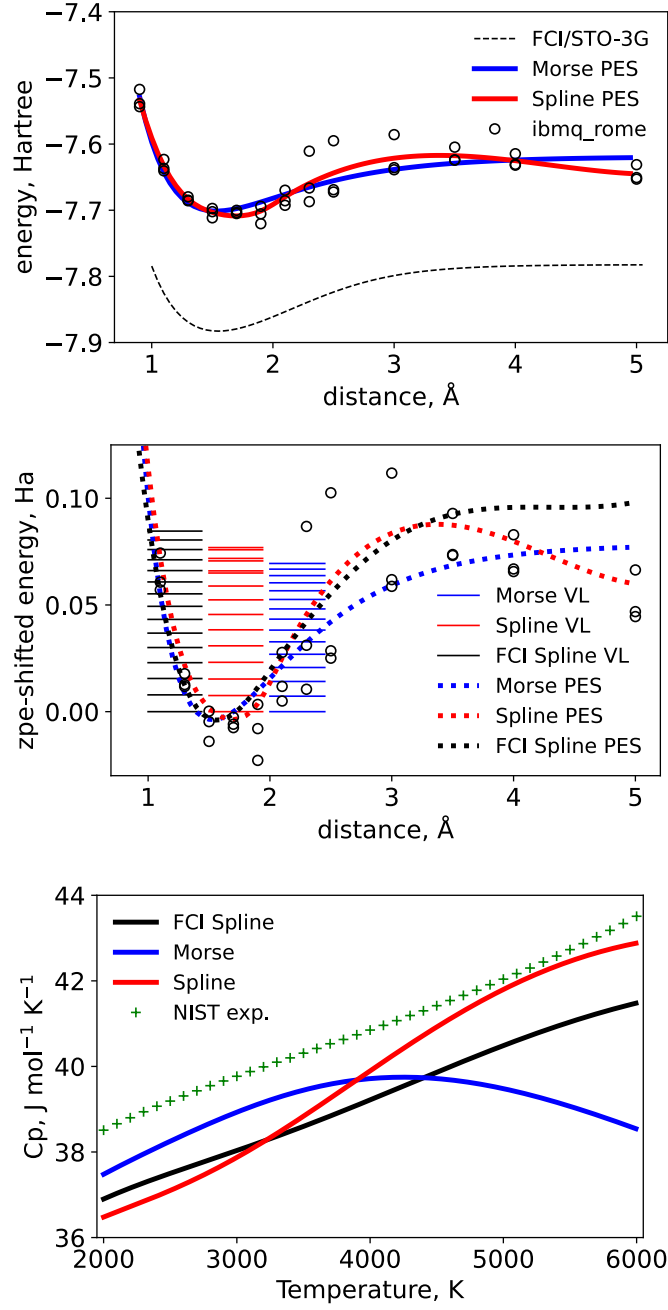 −7.5
−7.6
−7.7
−7.8
−7.9
energy, Hartree
FCI/STO-3G
Morse PES
Spline PES
ibmq_rome
1 2 3 4 5
distance, Å
0.10
0.05
0.00
zpe-shifted energy, Ha
Morse VL
Spline VL
FCI Spline VL
Morse PES
Spline PES
FCI Spline PES
1 2 3 4 5
distance, Å
44
42
40
38
36
Cp, J mol⁻¹ K⁻¹
FCI Spline
Morse
Spline
NIST exp.
2000 3000 4000 5000 6000
Temperature, K